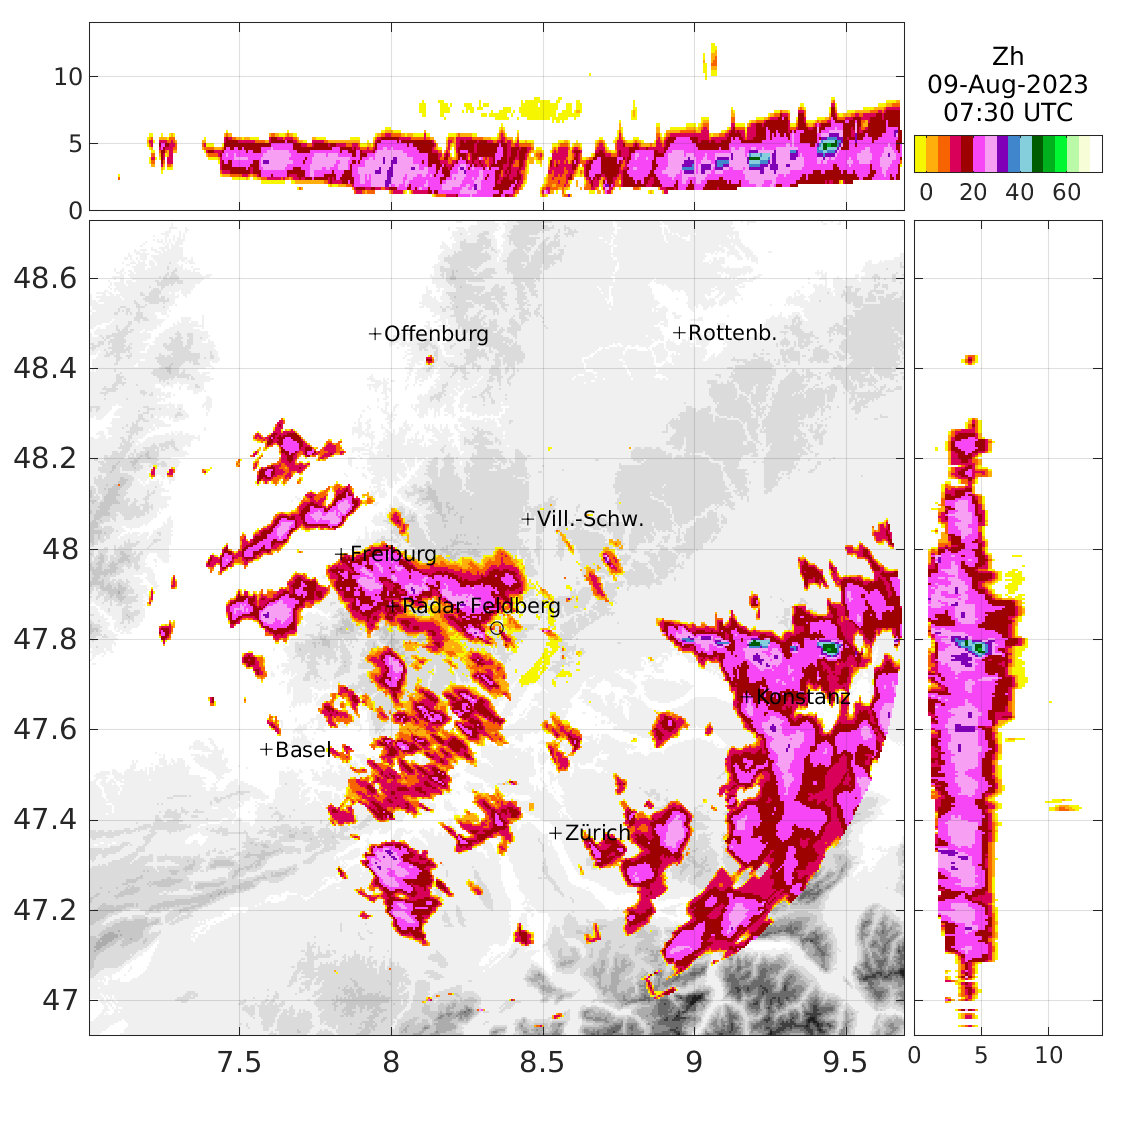 10
5
0
Zh
09-Aug-2023
07:30 UTC
0 20 40 60
48.6
48.4
48.2
48
47.8
47.6
47.4
47.2
47
+Offenburg
+Rottenb.
+Vill.-Schw.
+Freiburg
+Radar Feldberg
+Konstanz
+Basel
+Zürich
7.5 8 8.5 9 9.5
0 5 10